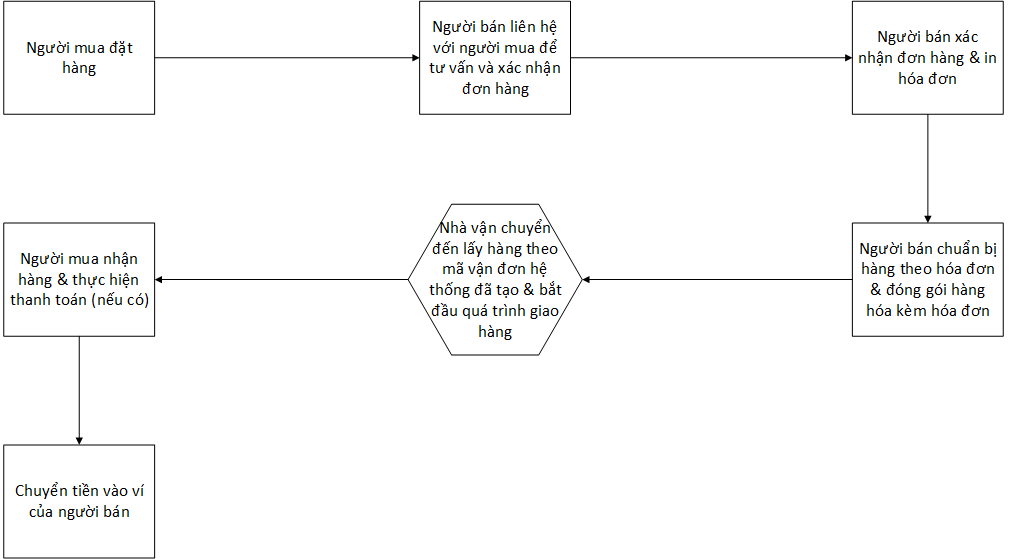 Người mua đặt
hàng
Người bán liên hệ
với người mua để
tư vấn và xác nhận
đơn hàng
Người bán xác
nhận đơn hàng & in
hóa đơn
Người bán chuẩn bị
hàng theo hóa đơn
& đóng gói hàng
hóa kèm hóa đơn
Nhà vận chuyển
đến lấy hàng theo
mã vận đơn hệ
thống đã tạo & bắt
đầu quá trình giao
hàng
Người mua nhận
hàng & thực hiện
thanh toán (nếu có)
Chuyển tiền vào ví
của người bán